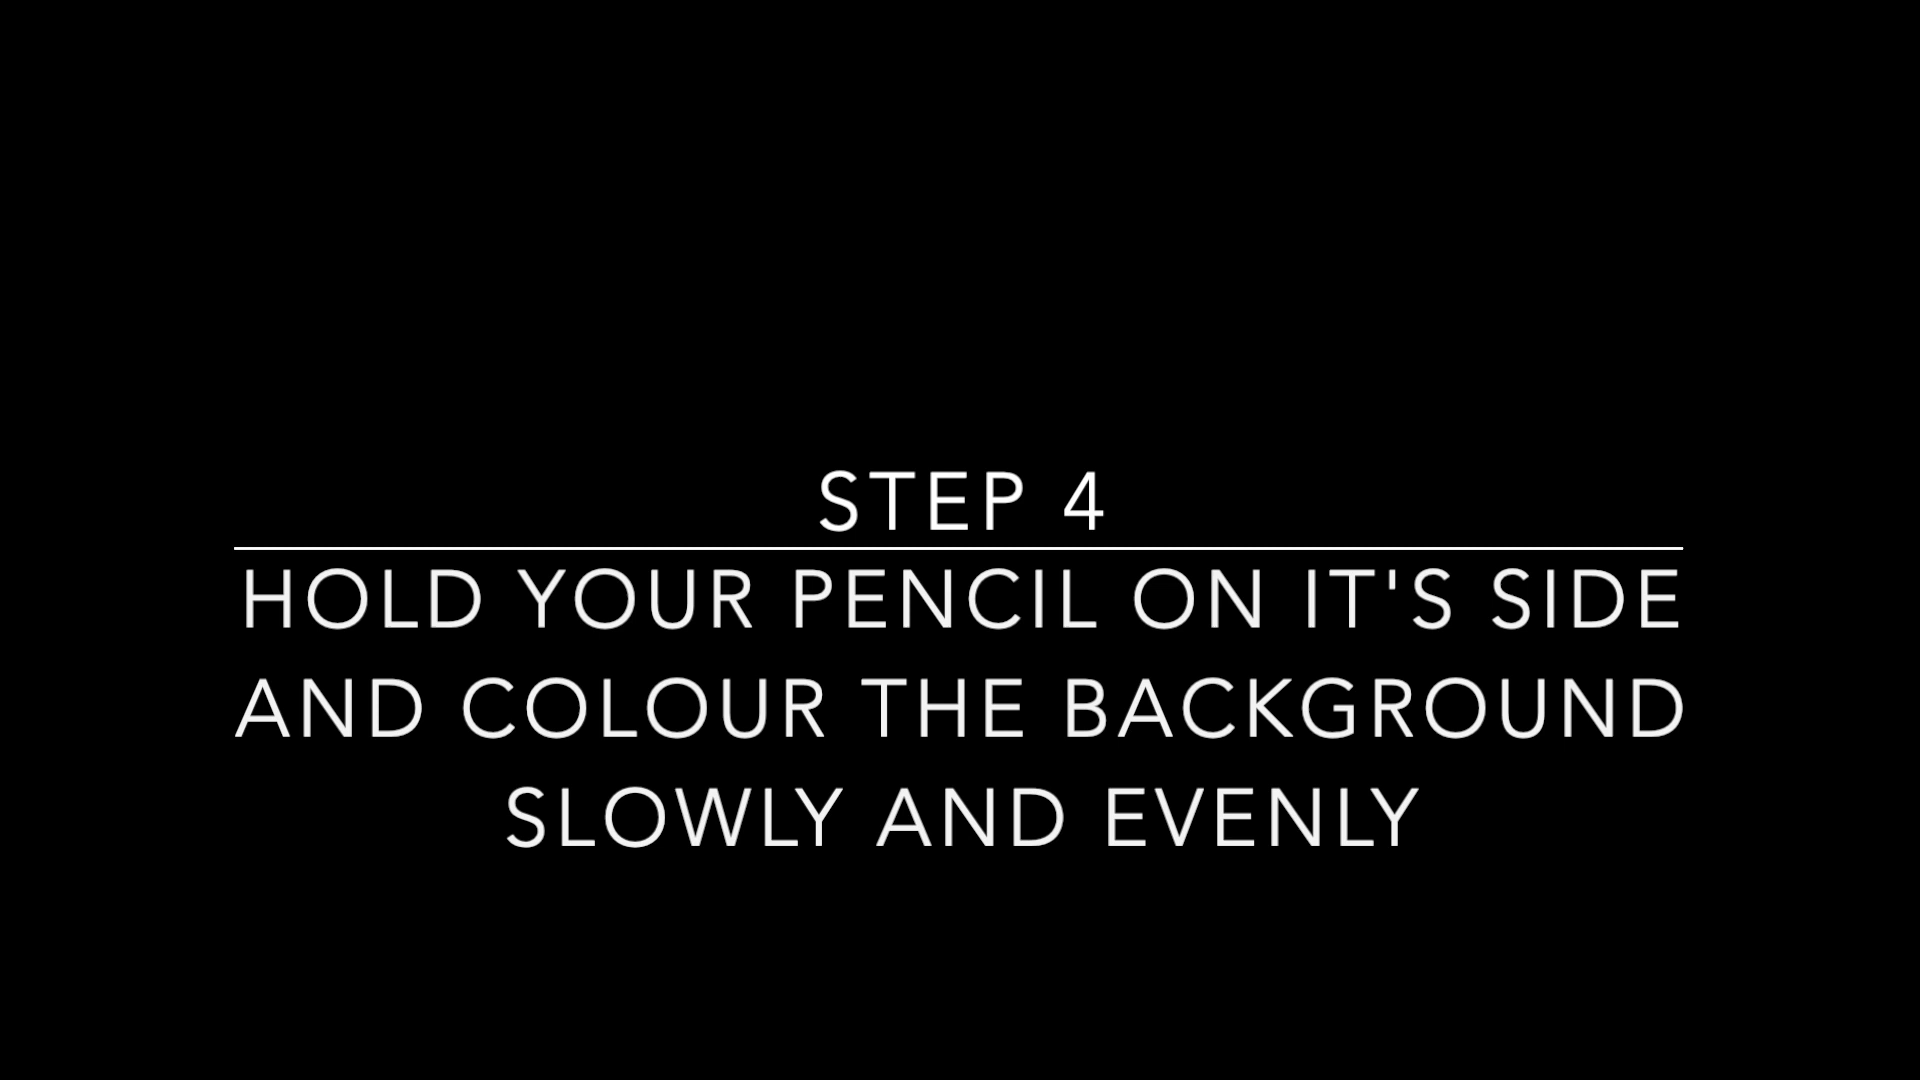 STEP 4
HOLD YOUR PENCIL ON IT'S SIDE
AND COLOUR THE BACKGROUND
SLOWLY AND EVENLY